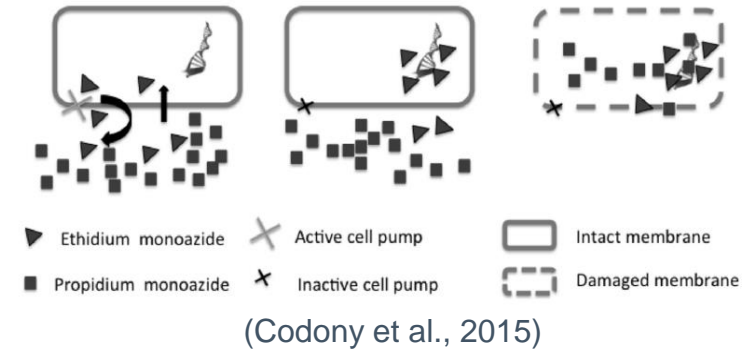 Ethidium monoazide
Active cell pump
Intact membrane
Propidium monoazide
Inactive cell pump
Damaged membrane
(Codony et al., 2015)